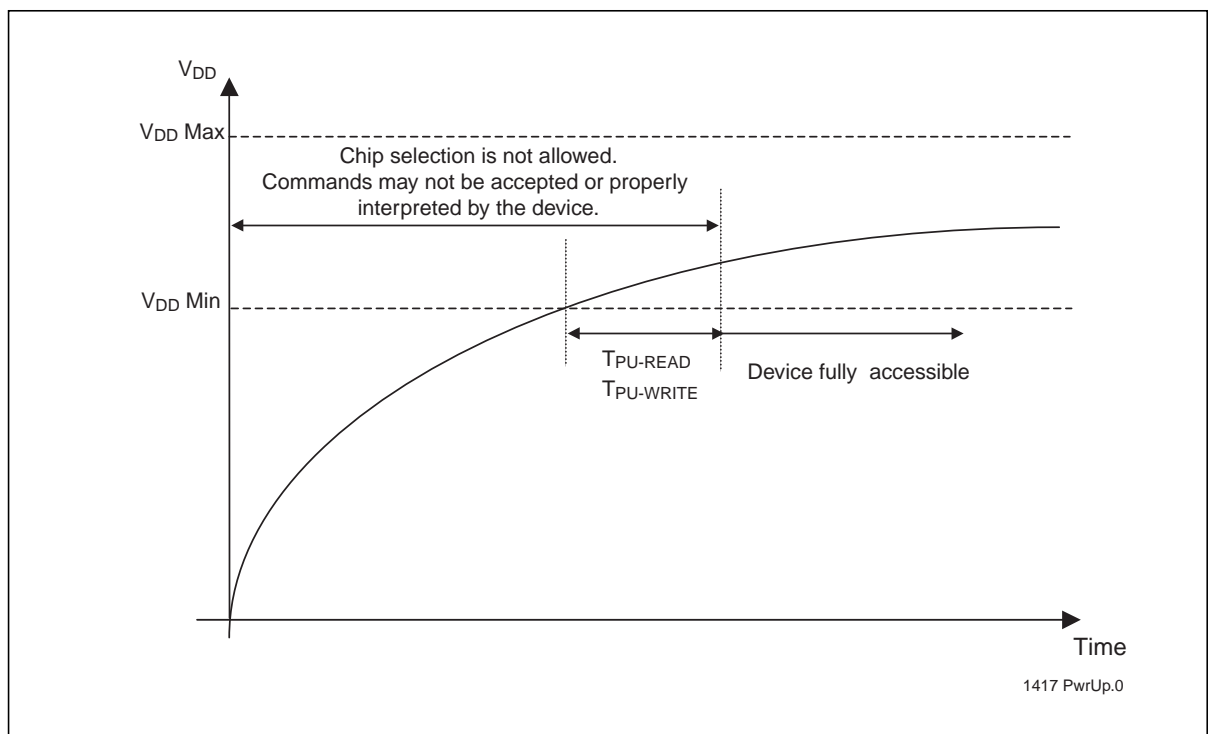 VDD
VDD Max
Chip selection is not allowed.
Commands may not be accepted or properly
interpreted by the device.
VDD Min
TPU-READ
TPU-WRITE
Device fully accessible
Time
1417 PwrUp.0